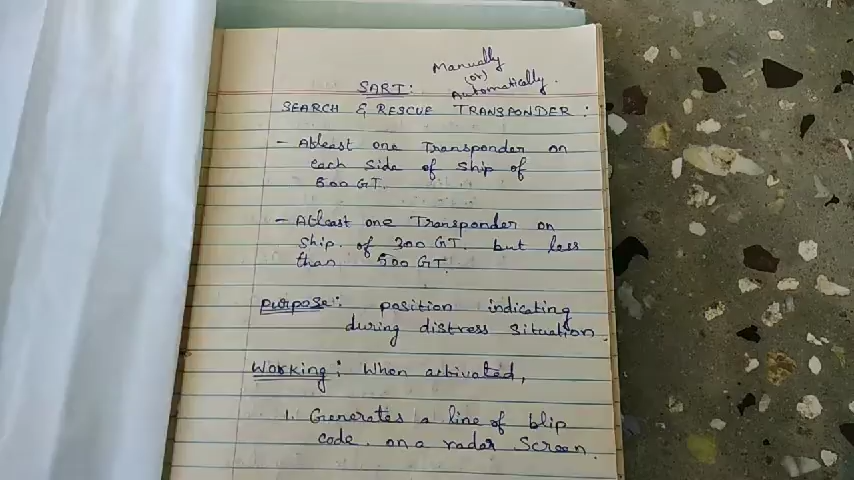 Manually
(or)
SART: Automatically.
SEARCH & RESCUE TRANSPONDER:
- Atleast one Transponder on
each side of ship of
500 GT.
- Atleast one Transponder on
ship. of 300 GT. but less
than 500 GT.
purpose: position indicating
during distress situation.
Working: When activated,
1. Generates a line of blip
code. on a radar Screen.